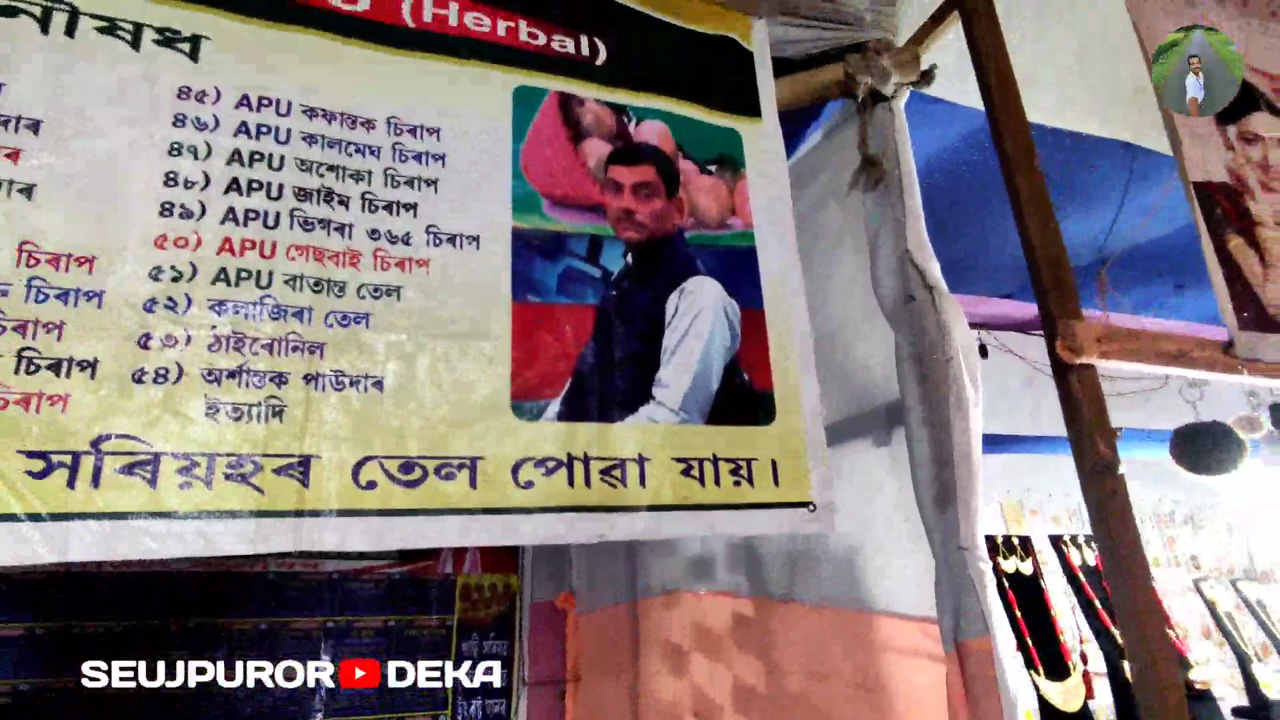 (Herbal)
৪৫) APU কফান্তক চিৰাপ
৪৬) APU কালমেঘ চিৰাপ
৪৭) APU অশোকা চিৰাপ
৪৮) APU জাইম চিৰাপ
৪৯) APU ভিগৰা ৩৬৫ চিৰাপ
৫০) APU গেছবাই চিৰাপ
৫১) APU বাতান্ত তেল
৫২) কলাজিৰা তেল
৫৩) ঠাইৰোনিল
৫৪) অৰ্শান্তক পাউদাৰ
ইত্যাদি
চিৰাপ
চিৰাপ
চিৰাপ
চিৰাপ
চিৰাপ
সৰিয়হৰ তেল পোৱা যায়।
SEUJPUROR DEKA